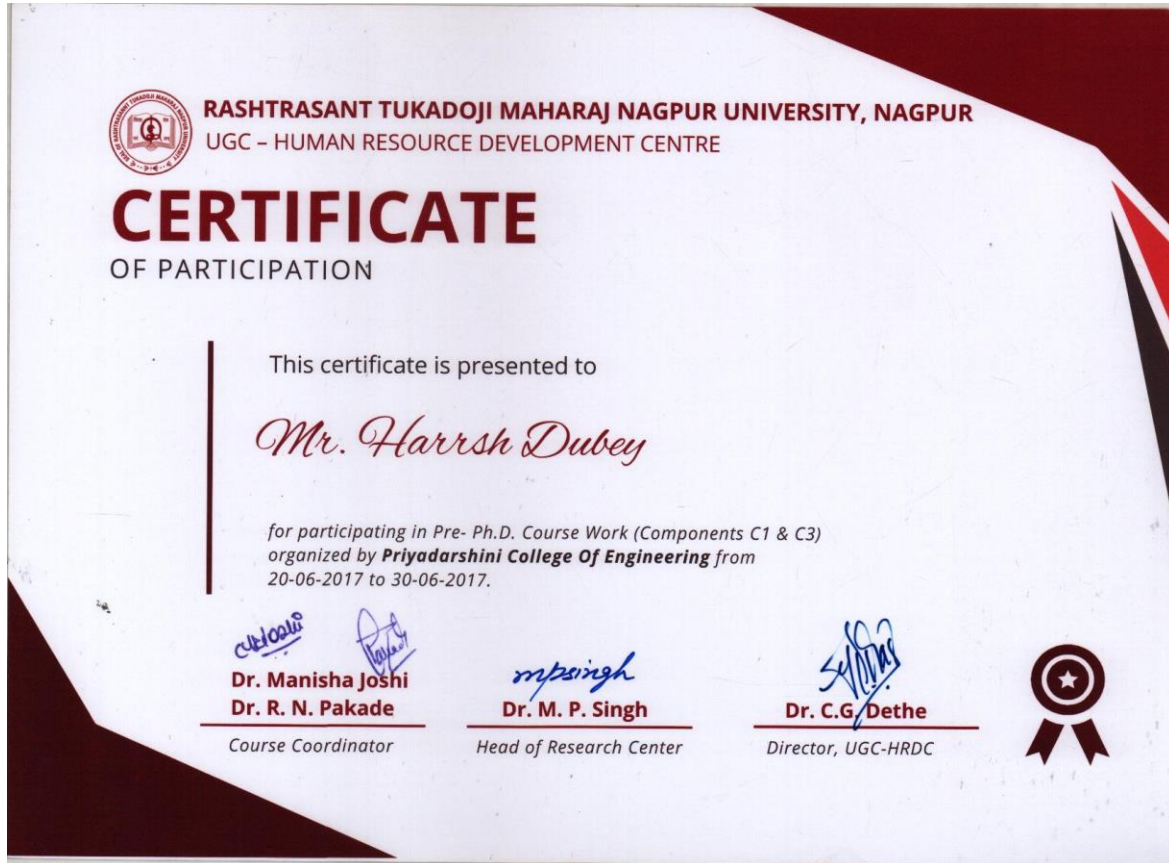 RASHTRASANT TUKADOJI MAHARAJ NAGPUR UNIVERSITY, NAGPUR
UGC – HUMAN RESOURCE DEVELOPMENT CENTRE
CERTIFICATE
OF PARTICIPATION
This certificate is presented to
Mr. Harrsh Dubey
for participating in Pre- Ph.D. Course Work (Components C1 & C3)
organized by Priyadarshini College Of Engineering from
20-06-2017 to 30-06-2017.
mpsingh
Dr. Manisha Joshi
Dr. R. N. Pakade
Course Coordinator
Dr. M. P. Singh
Head of Research Center
Dr. C.G. Dethe
Director, UGC-HRDC